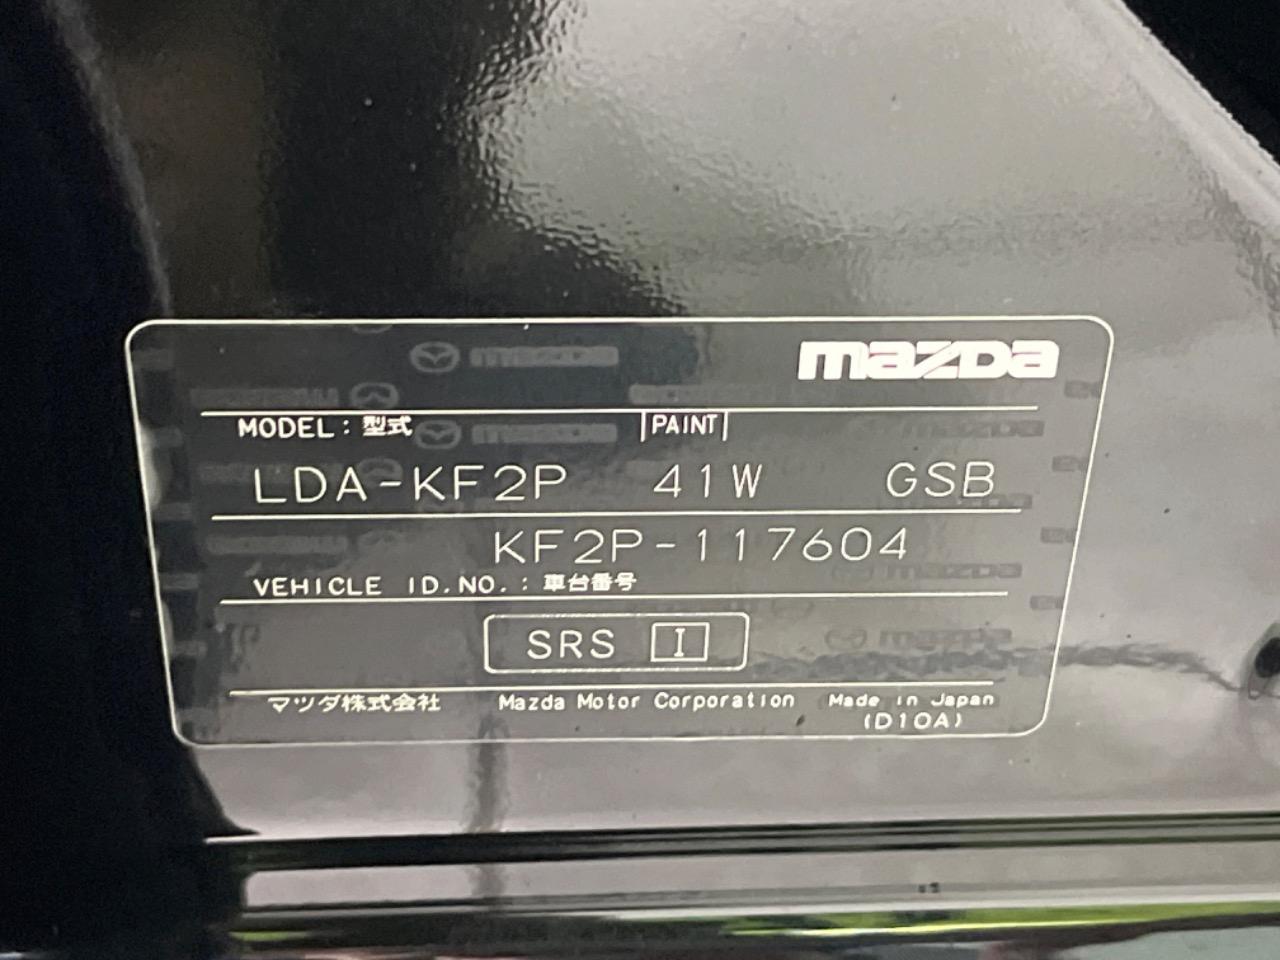 mazda
MODEL: 型式 PAINT
LDA-KF2P 41W GSB
KF2P-117604
VEHICLE ID.NO.: 車台番号
SRS I
マツダ株式会社 Mazda Motor Corporation Made in Japan
(D10A)